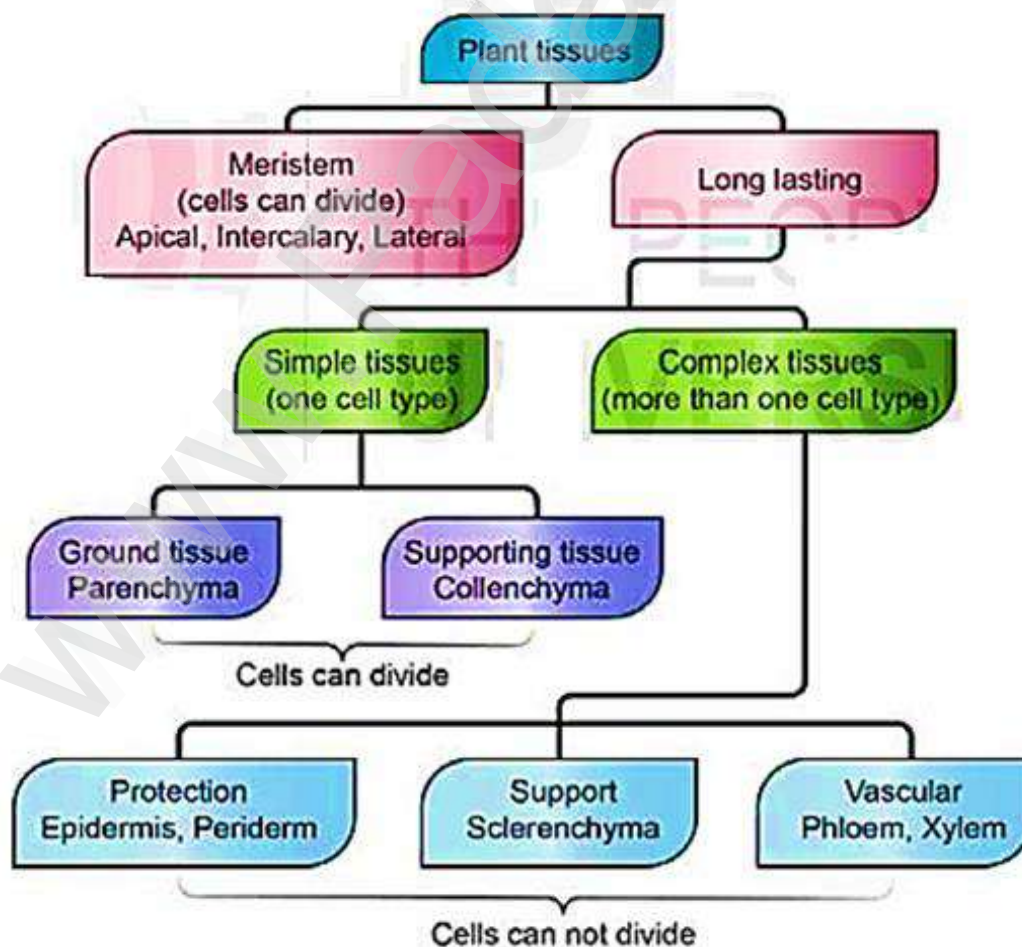 Plant tissues
Meristem
(cells can divide)
Apical, Intercalary, Lateral
Long lasting
Simple tissues
(one cell type)
Complex tissues
(more than one cell type)
Ground tissue
Parenchyma
Supporting tissue
Collenchyma
Cells can divide
Protection
Epidermis, Periderm
Support
Sclerenchyma
Vascular
Phloem, Xylem
Cells can not divide